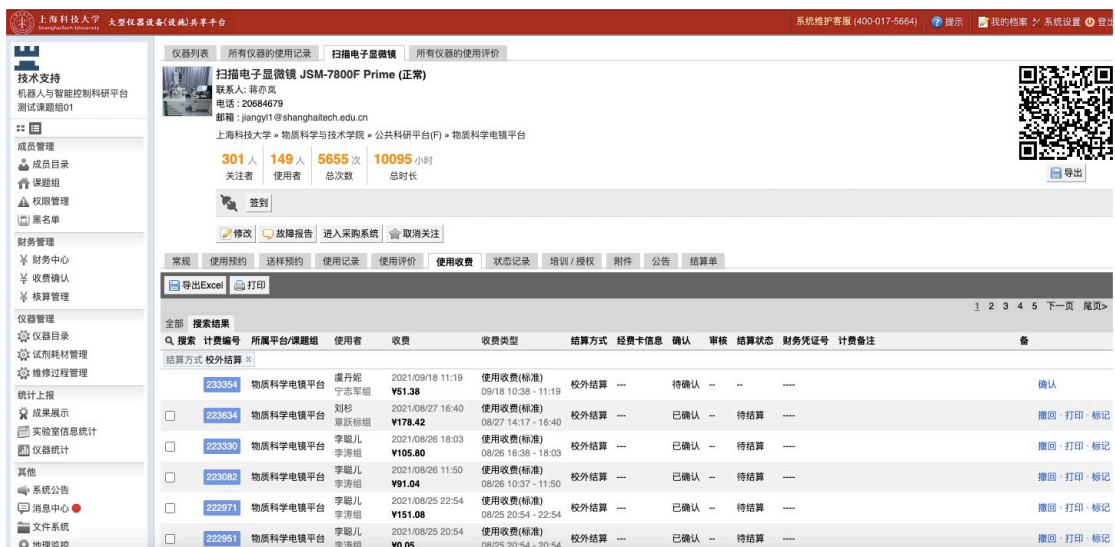 上海科技大学 大型仪器设备(设施)共享平台
ShanghaiTech University
系统维护客服 (400-017-5664) 提示 我的档案 系统设置 登出
技术支持
机器人与智能控制科研平台
测试课题组01
成员管理
成员目录
课题组
权限管理
黑名单
财务管理
财务中心
收费确认
核算管理
仪器管理
仪器目录
试剂耗材管理
维修过程管理
统计上报
成果展示
实验室信息统计
仪器统计
其他
系统公告
消息中心
文件系统
地理监控
仪器列表 所有仪器的使用记录 扫描电子显微镜 所有仪器的使用评价
扫描电子显微镜 JSM-7800F Prime (正常)
联系人: 蒋亦岚
电话 : 20684679
邮箱 : jiangyl1@shanghaitech.edu.cn
上海科技大学 » 物质科学与技术学院 » 公共科研平台(F) » 物质科学电镜平台
301 人 149 人 5655 次 10095 小时
关注者 使用者 总次数 总时长
导出
签到
修改 故障报告 进入采购系统 取消关注
常规 使用预约 送样预约 使用记录 使用评价 使用收费 状态记录 培训 / 授权 附件 公告 结算单
导出Excel 打印
1 2 3 4 5 下一页 尾页>
全部 搜索结果
搜索 计费编号 所属平台/课题组 使用者 收费 收费类型 结算方式 经费卡信息 确认 审核 结算状态 财务凭证号 计费备注 备
结算方式 校外结算 ×
233354 物质科学电镜平台 虞丹妮 2021/09/18 11:19 使用收费(标准) 校外结算 --- 待确认 -- -- ---- 确认
宁志军组 ¥51.38 09/18 10:38 - 11:19
223634 物质科学电镜平台 刘杉 2021/08/27 16:40 使用收费(标准) 校外结算 --- 已确认 -- 待结算 ---- 撤回 · 打印 · 标记
章跃标组 ¥178.42 08/27 14:17 - 16:40
223330 物质科学电镜平台 李聪儿 2021/08/26 18:03 使用收费(标准) 校外结算 --- 已确认 -- 待结算 ---- 撤回 · 打印 · 标记
李涛组 ¥105.80 08/26 16:38 - 18:03
223082 物质科学电镜平台 李聪儿 2021/08/26 11:50 使用收费(标准) 校外结算 --- 已确认 -- 待结算 ---- 撤回 · 打印 · 标记
李涛组 ¥91.04 08/26 10:37 - 11:50
222971 物质科学电镜平台 李聪儿 2021/08/25 22:54 使用收费(标准) 校外结算 --- 已确认 -- 待结算 ---- 撤回 · 打印 · 标记
李涛组 ¥151.08 08/25 20:54 - 22:54
222951 物质科学电镜平台 李聪儿 2021/08/25 20:54 使用收费(标准) 校外结算 --- 已确认 -- 待结算 ---- 撤回 · 打印 · 标记
李涛组 ¥0.05 08/25 20:54 - 20:54